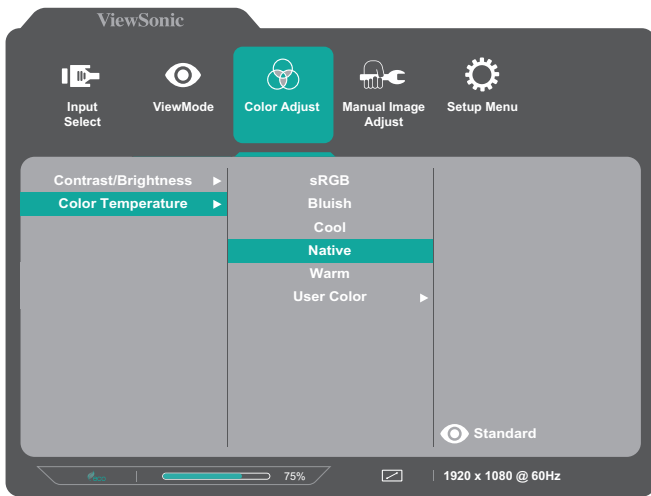 ViewSonic
Input
Select
ViewMode
Color Adjust
Manual Image
Adjust
Setup Menu
Contrast/Brightness
Color Temperature
sRGB
Bluish
Cool
Native
Warm
User Color
Standard
75%
1920 x 1080 @ 60Hz